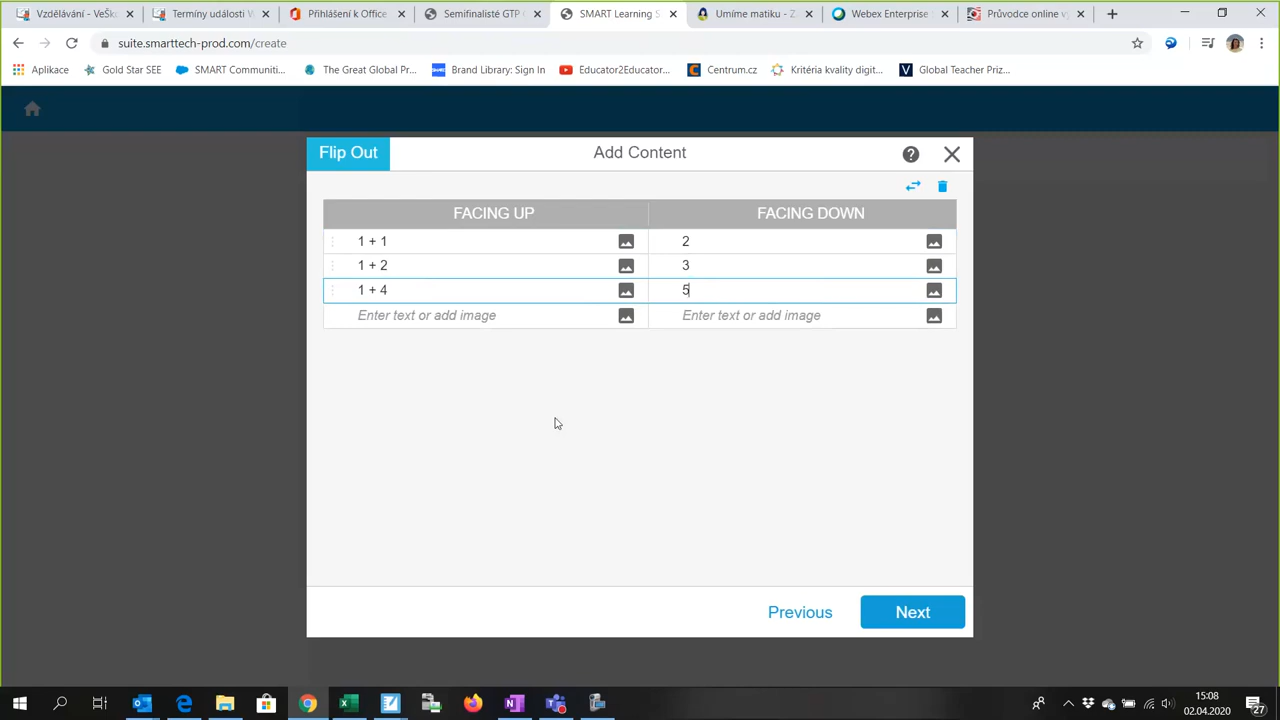 Vzdělávání - VeŠk
Termíny události W
Přihlášení k Office
Semifinalisté GTP C
SMART Learning S
Umíme matiku - Z
Webex Enterprise
Průvodce online vý
suite.smarttech-prod.com/create
Aplikace
Gold Star SEE
SMART Communiti...
The Great Global Pr...
Brand Library: Sign In
Educator2Educator...
Centrum.cz
Kritéria kvality digit...
Global Teacher Priz...
Flip Out
Add Content
FACING UP FACING DOWN
1 + 1 2
1 + 2 3
1 + 4 5
Enter text or add image Enter text or add image
Previous Next
15:08
02.04.2020
27